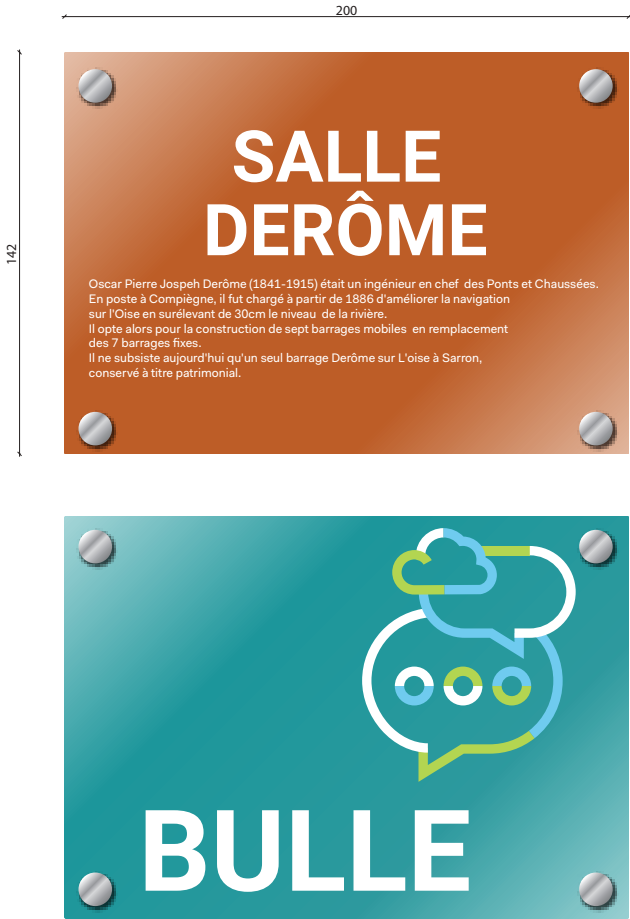 200
142
SALLE
DERÔME
Oscar Pierre Jospeh Derôme (1841-1915) était un ingénieur en chef des Ponts et Chaussées.
En poste à Compiègne, il fut chargé à partir de 1886 d'améliorer la navigation
sur l'Oise en surélevant de 30cm le niveau de la rivière.
Il opte alors pour la construction de sept barrages mobiles en remplacement
des 7 barrages fixes.
Il ne subsiste aujourd'hui qu'un seul barrage Derôme sur L'oise à Sarron,
conservé à titre patrimonial.
BULLE